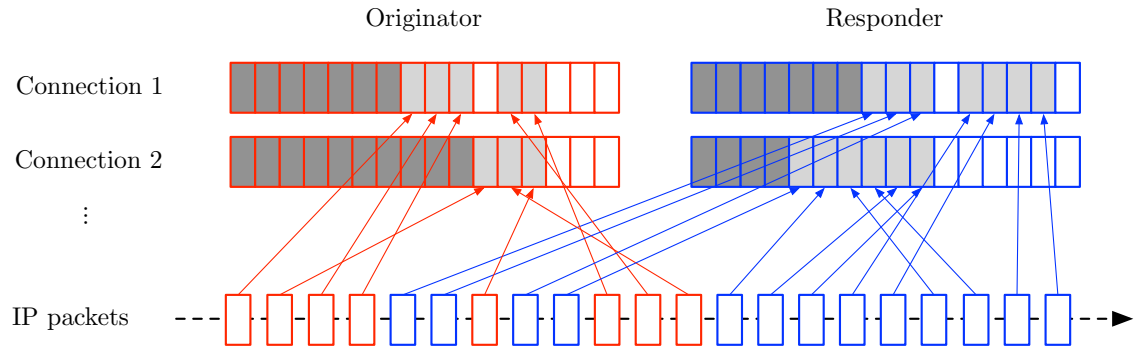 Originator Responder
Connection 1
Connection 2
⋮
IP packets